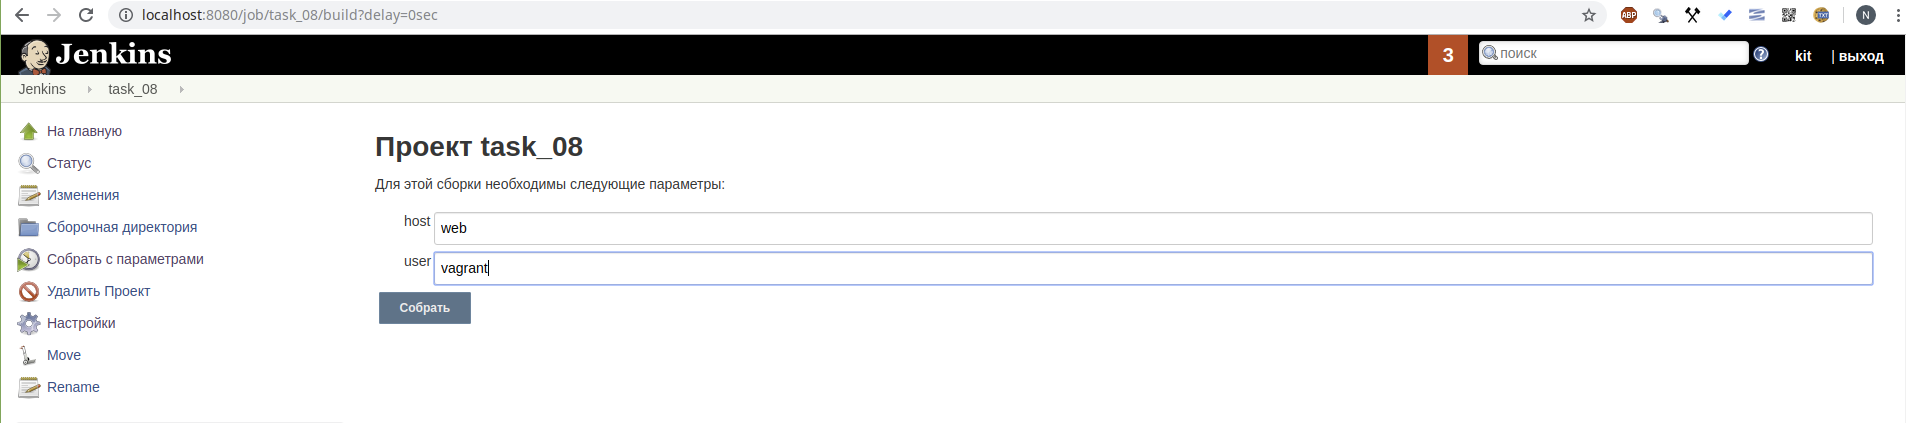 localhost:8080/job/task_08/build?delay=0sec
ABP
TXT
N
Jenkins
3
поиск
?
kit
| выход
Jenkins
task_08
На главную
Статус
Изменения
Сборочная директория
Собрать с параметрами
Удалить Проект
Настройки
Move
Rename
Проект task_08
Для этой сборки необходимы следующие параметры:
host web
user vagrant
Собрать